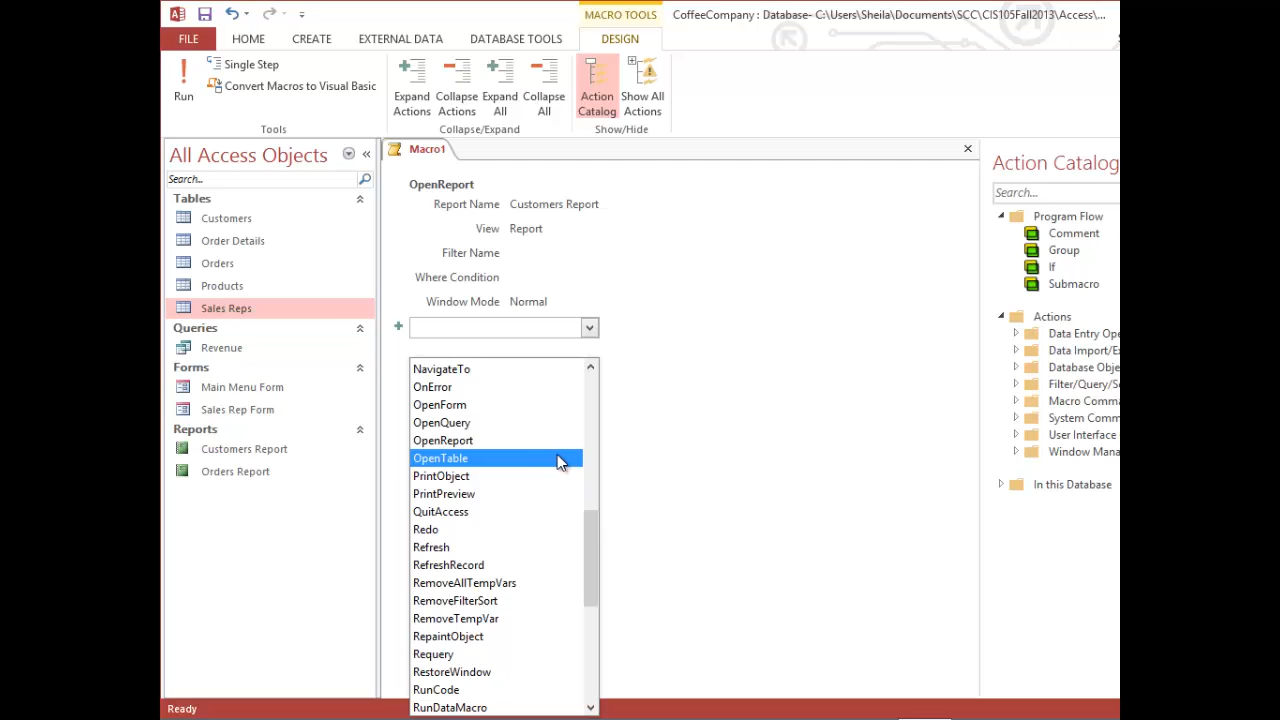 MACRO TOOLS
CoffeeCompany : Database- C:\Users\Sheila\Documents\SCC\CIS105Fall2013\Access\...
FILE HOME CREATE EXTERNAL DATA DATABASE TOOLS DESIGN
Run
Single Step
Convert Macros to Visual Basic
Tools
Expand Actions
Collapse Actions
Expand All
Collapse All
Collapse/Expand
Action Catalog
Show All Actions
Show/Hide
All Access Objects
Search...
Tables
Customers
Order Details
Orders
Products
Sales Reps
Queries
Revenue
Forms
Main Menu Form
Sales Rep Form
Reports
Customers Report
Orders Report
Macro1
OpenReport
Report Name Customers Report
View Report
Filter Name
Where Condition
Window Mode Normal
NavigateTo
OnError
OpenForm
OpenQuery
OpenReport
OpenTable
PrintObject
PrintPreview
QuitAccess
Redo
Refresh
RefreshRecord
RemoveAllTempVars
RemoveFilterSort
RemoveTempVar
RepaintObject
Requery
RestoreWindow
RunCode
RunDataMacro
Action Catalog
Search...
Program Flow
Comment
Group
If
Submacro
Actions
Data Entry Ope
Data Import/E
Database Obje
Filter/Query/S
Macro Comma
System Comm
User Interface
Window Mana
In this Database
Ready